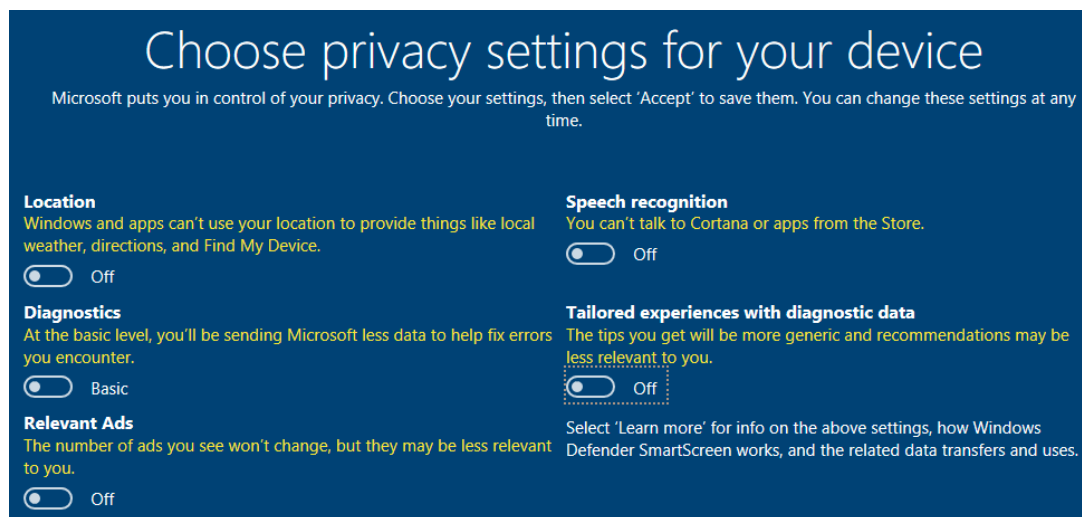 Choose privacy settings for your device
Microsoft puts you in control of your privacy. Choose your settings, then select ‘Accept’ to save them. You can change these settings at any
time.
Location
Windows and apps can’t use your location to provide things like local
weather, directions, and Find My Device.
Off
Diagnostics
At the basic level, you’ll be sending Microsoft less data to help fix errors
you encounter.
Basic
Relevant Ads
The number of ads you see won’t change, but they may be less relevant
to you.
Off
Speech recognition
You can’t talk to Cortana or apps from the Store.
Off
Tailored experiences with diagnostic data
The tips you get will be more generic and recommendations may be
less relevant to you.
Off
Select ‘Learn more’ for info on the above settings, how Windows
Defender SmartScreen works, and the related data transfers and uses.